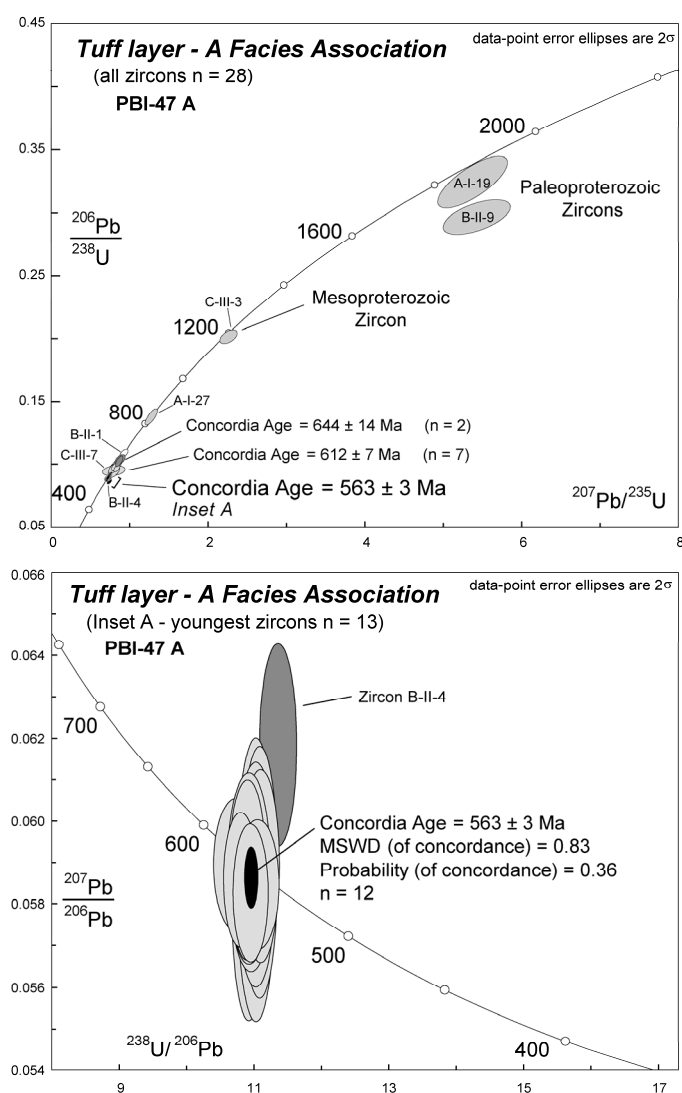 Tuff layer - A Facies Association
data-point error ellipses are 2σ
(all zircons n = 28)
PBI-47 A
0.45
0.35
0.25
0.15
0.05
206Pb
238U
2000
A-I-19
B-II-9
Paleoproterozoic
Zircons
1600
C-III-3
1200
Mesoproterozoic
Zircon
800
A-I-27
B-II-1
Concordia Age = 644 ± 14 Ma (n = 2)
C-III-7
Concordia Age = 612 ± 7 Ma (n = 7)
400
B-II-4
Concordia Age = 563 ± 3 Ma
Inset A
207Pb/235U
0 2 4 6 8
0.066
0.064
0.062
0.060
0.058
0.056
0.054
Tuff layer - A Facies Association
data-point error ellipses are 2σ
(Inset A - youngest zircons n = 13)
PBI-47 A
700
Zircon B-II-4
600
Concordia Age = 563 ± 3 Ma
MSWD (of concordance) = 0.83
Probability (of concordance) = 0.36
n = 12
207Pb
206Pb
500
238U/206Pb
400
9 11 13 15 17